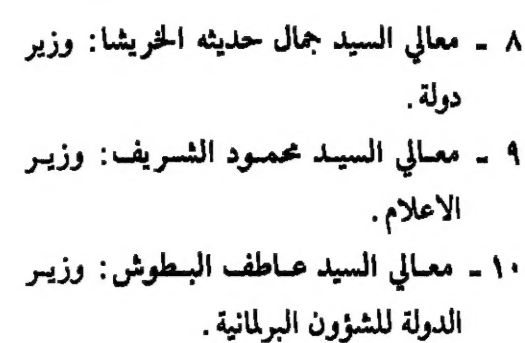 ٨ ـ معالي السيد جمال حديثه الخريشا: وزير
دولة.
٩ ـ معالي السيد محمود الشريف: وزير
الاعلام.
١٠ ـ معالي السيد عاطف البطوش: وزير
الدولة للشؤون البرلمانية.